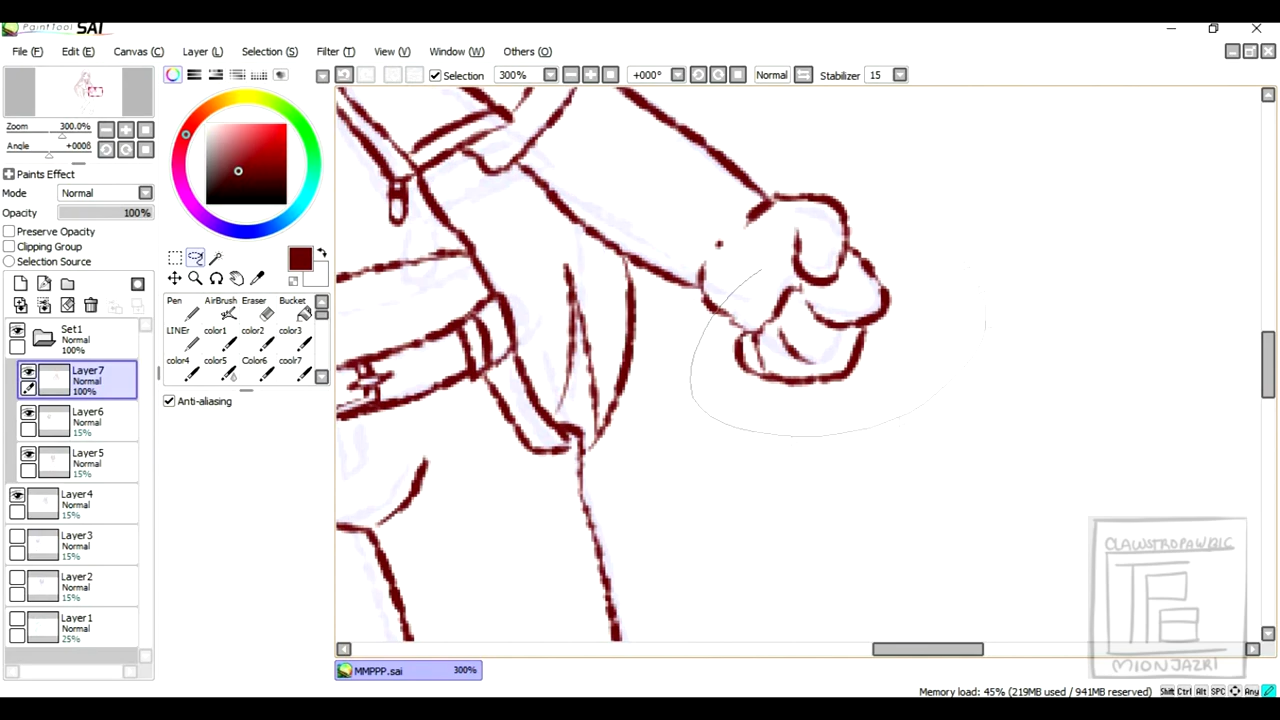 PaintTool SAI
File (F) Edit (E) Canvas (C) Layer (L) Selection (S) Filter (T) View (V) Window (W) Others (O)
Selection 300% +000° Normal Stabilizer 15
Zoom 300.0%
Angle +000ß
Paints Effect
Mode Normal
Opacity 100%
Preserve Opacity
Clipping Group
Selection Source
Pen AirBrush Eraser Bucket
LINEr color1 color2 color3
color4 color5 Color6 coolr7
Anti-aliasing
Set1
Normal
100%
Layer7
Normal
100%
Layer6
Normal
15%
Layer5
Normal
15%
Layer4
Normal
15%
Layer3
Normal
15%
Layer2
Normal
15%
Layer1
Normal
25%
CLAWSTROPAWZIC
MIONJAZRI
MMPPP.sai 300%
Memory load: 45% (219MB used / 941MB reserved) Shift Ctrl Alt SPC Any